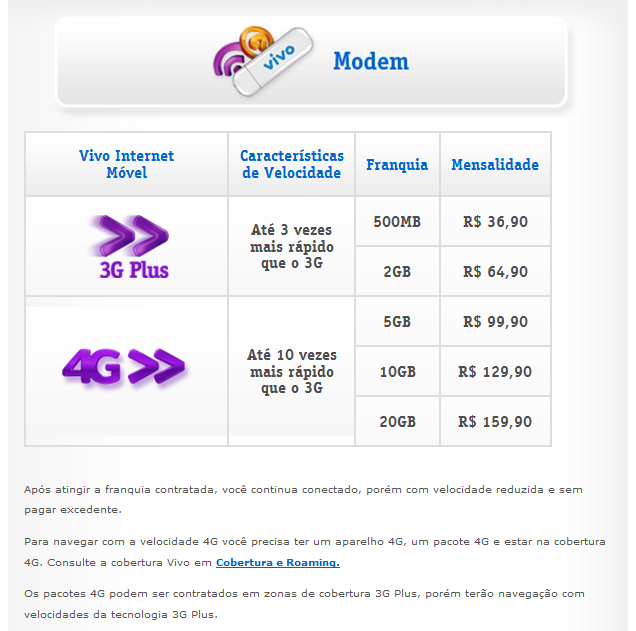 vivo
Modem
Vivo Internet
Móvel
Características
de Velocidade
Franquia
Mensalidade
3G Plus
Até 3 vezes
mais rápido
que o 3G
500MB
R$ 36,90
2GB
R$ 64,90
4G
Até 10 vezes
mais rápido
que o 3G
5GB
R$ 99,90
10GB
R$ 129,90
20GB
R$ 159,90
Após atingir a franquia contratada, você continua conectado, porém com velocidade reduzida e sem
pagar excedente.
Para navegar com a velocidade 4G você precisa ter um aparelho 4G, um pacote 4G e estar na cobertura
4G. Consulte a cobertura Vivo em Cobertura e Roaming.
Os pacotes 4G podem ser contratados em zonas de cobertura 3G Plus, porém terão navegação com
velocidades da tecnologia 3G Plus.